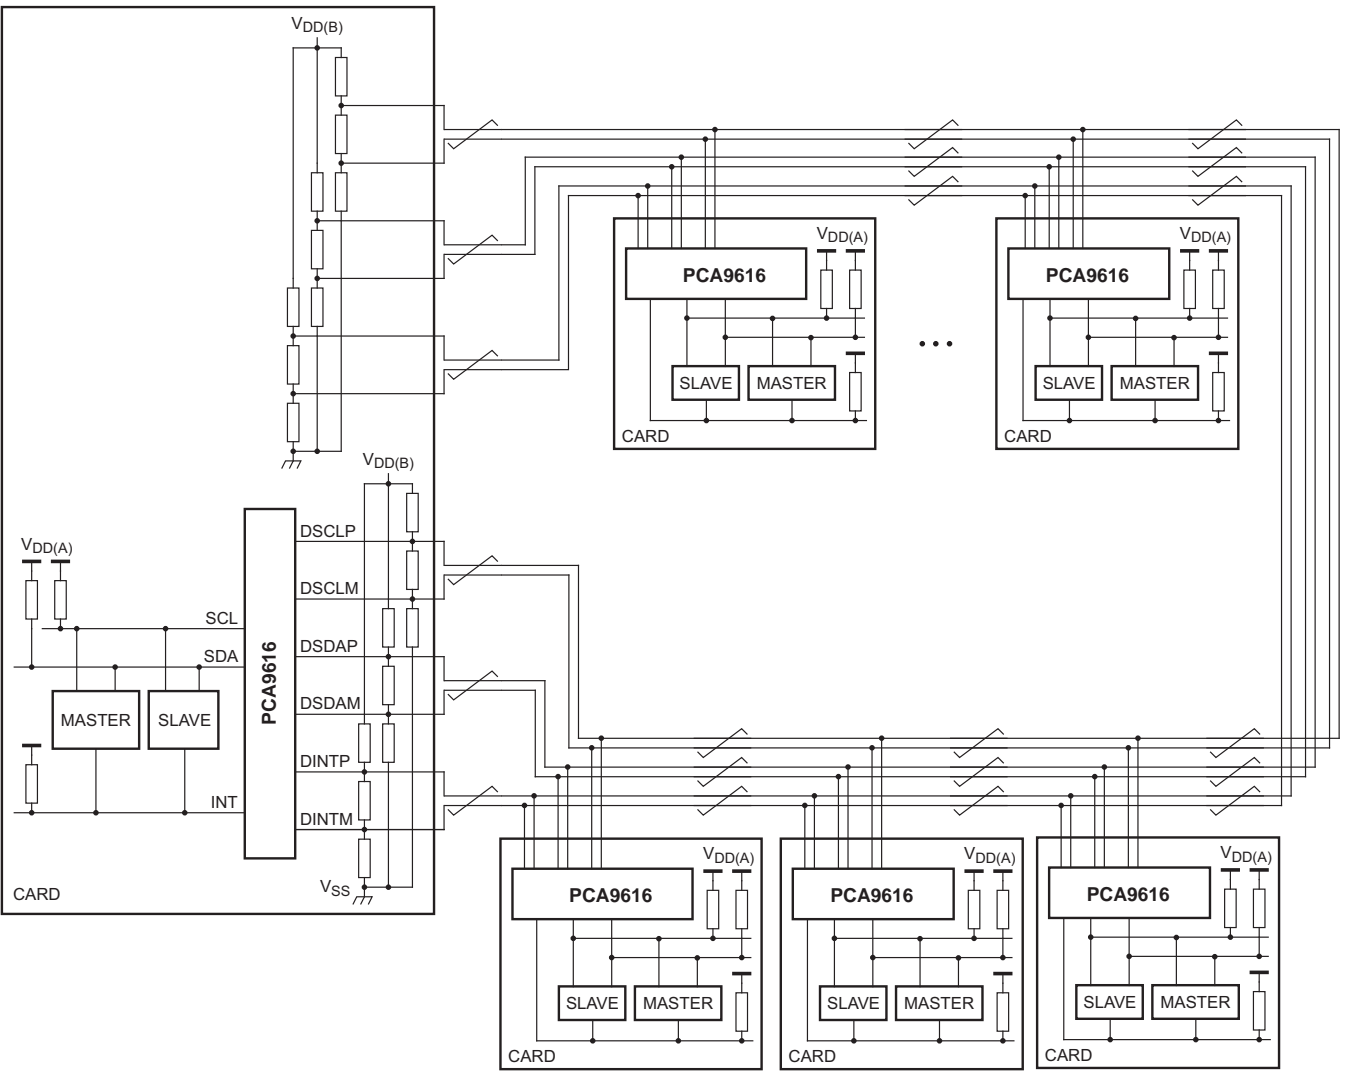 VDD(B)
VDD(A)
PCA9616
SLAVE
MASTER
CARD
VDD(A)
PCA9616
SLAVE
MASTER
CARD
VDD(B)
VDD(A)
SCL
SDA
INT
MASTER
SLAVE
PCA9616
DSCLP
DSCLM
DSDAP
DSDAM
DINTP
DINTM
VSS
CARD
VDD(A)
PCA9616
SLAVE
MASTER
CARD
VDD(A)
PCA9616
SLAVE
MASTER
CARD
VDD(A)
PCA9616
SLAVE
MASTER
CARD